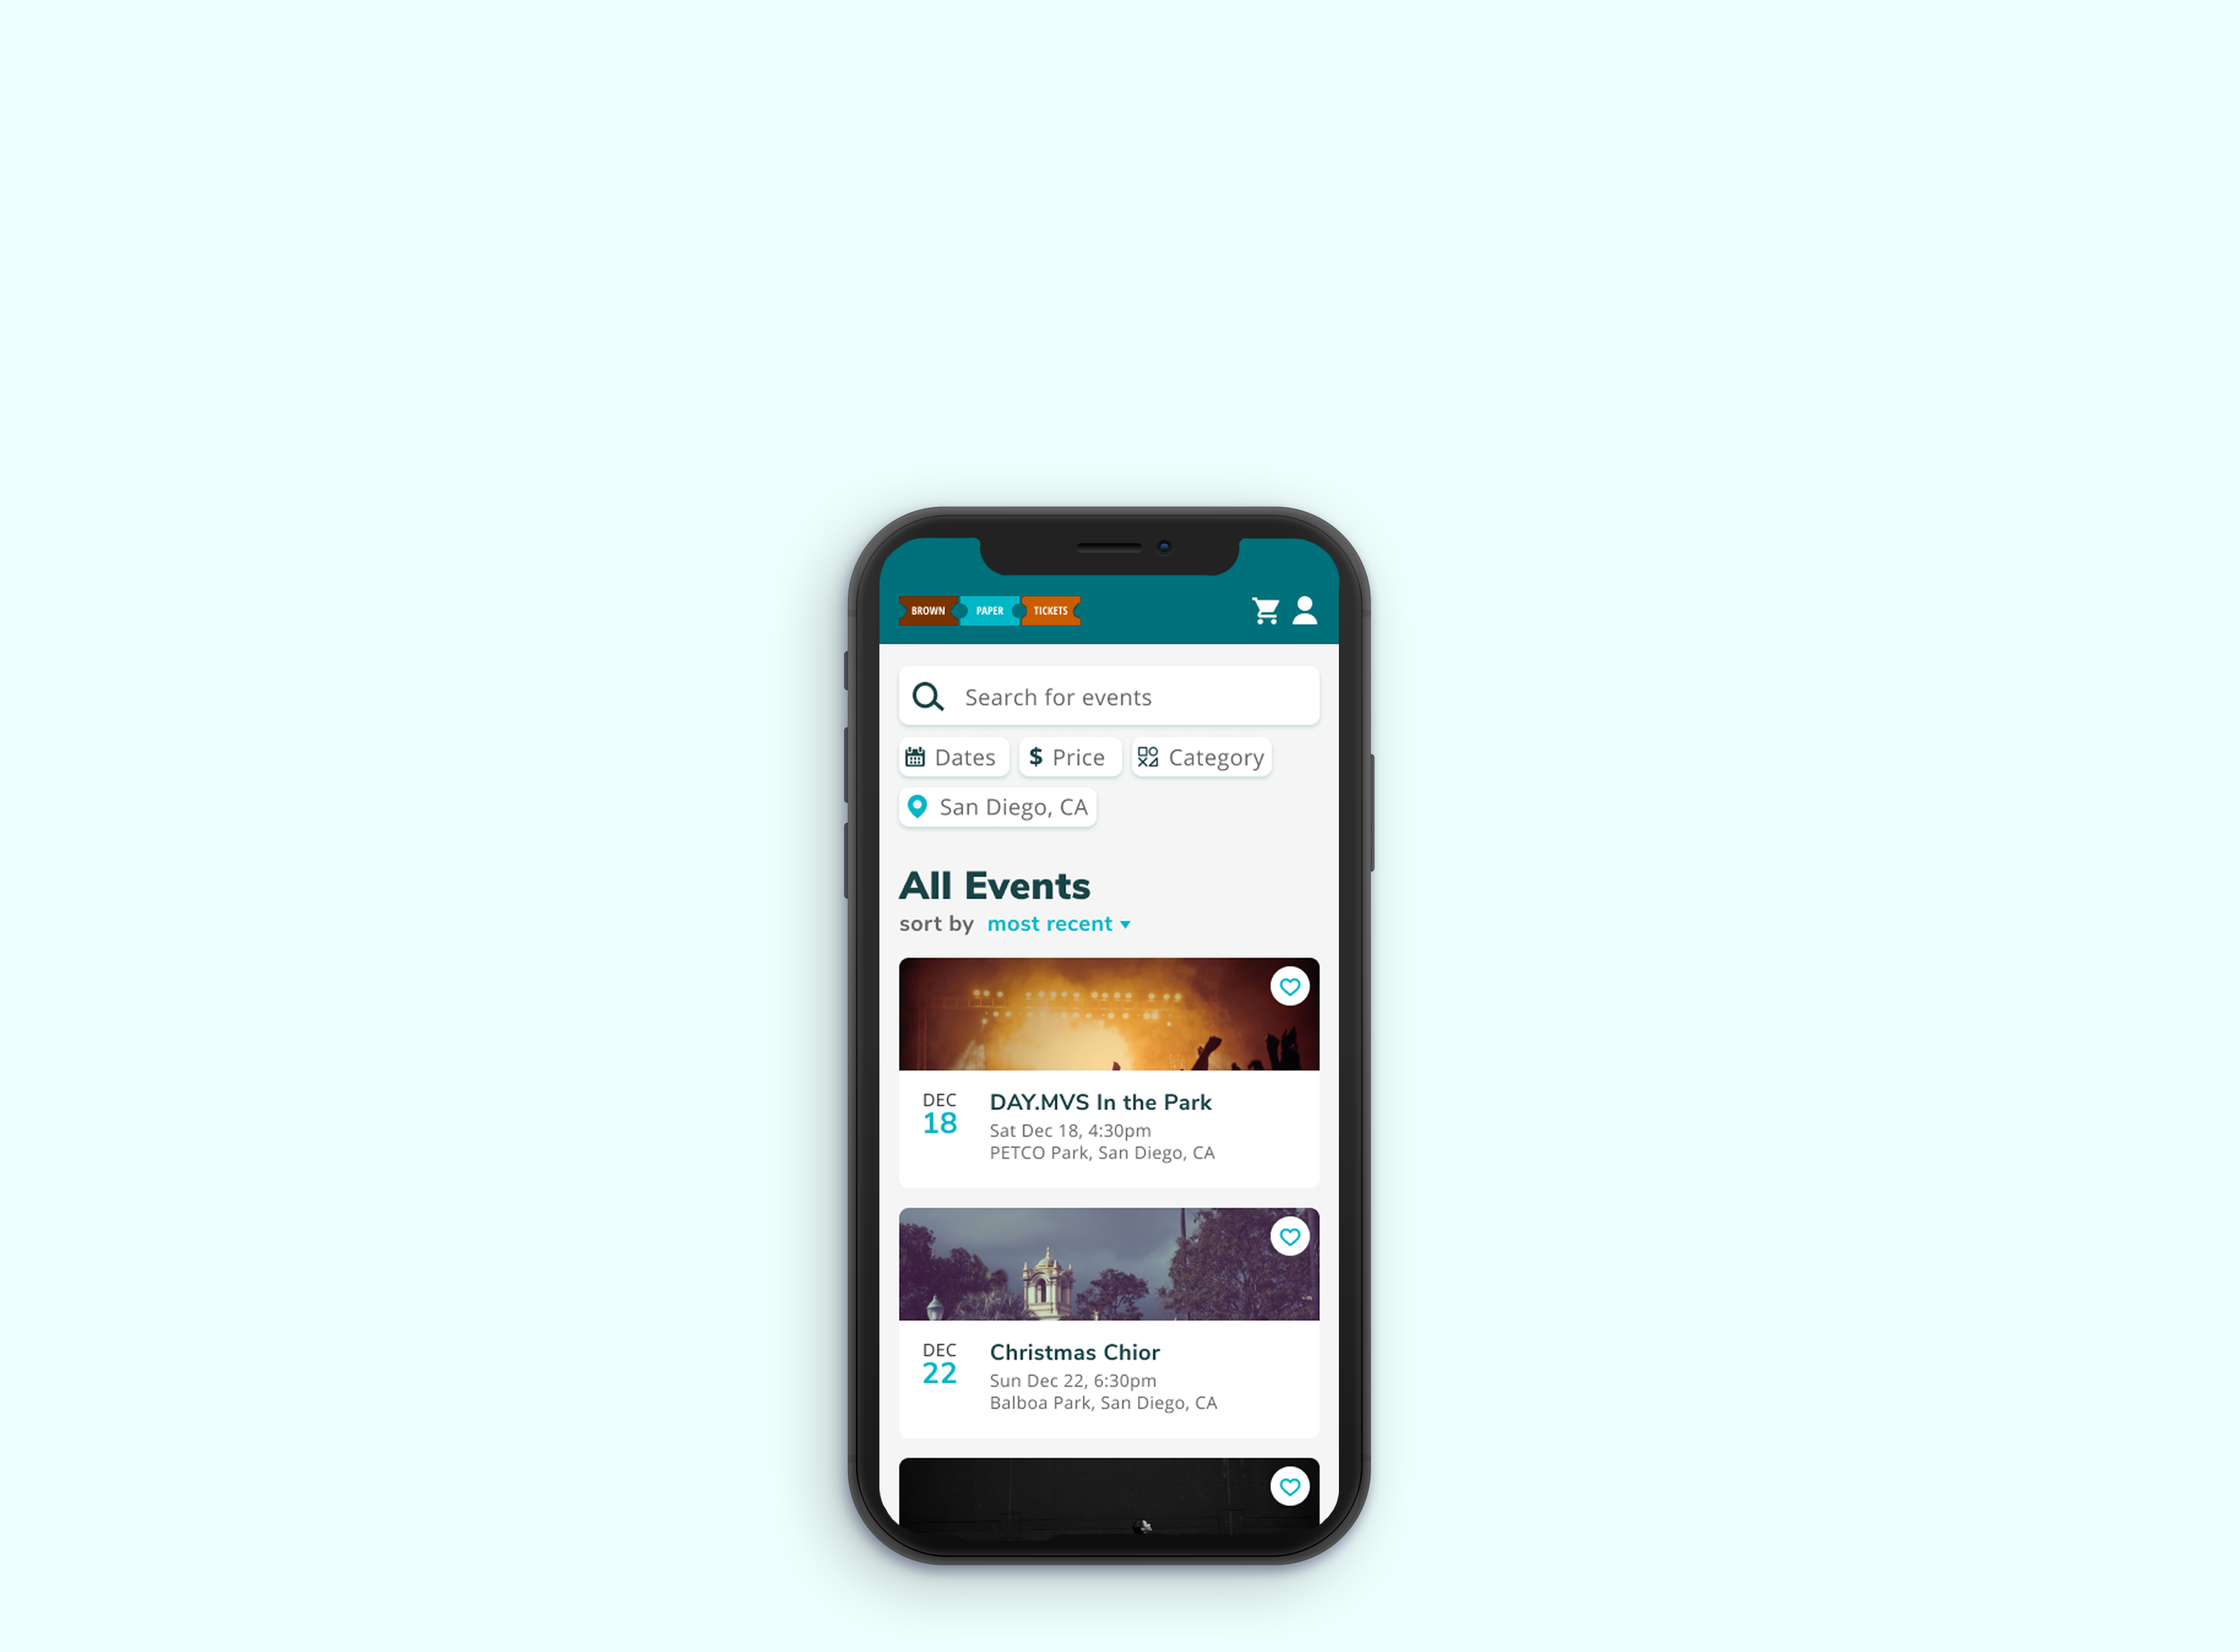 BROWN PAPER TICKETS
Search for events
Dates $ Price Category
San Diego, CA
All Events
sort by most recent
DEC
18
DAY.MVS In the Park
Sat Dec 18, 4:30pm
PETCO Park, San Diego, CA
DEC
22
Christmas Chior
Sun Dec 22, 6:30pm
Balboa Park, San Diego, CA